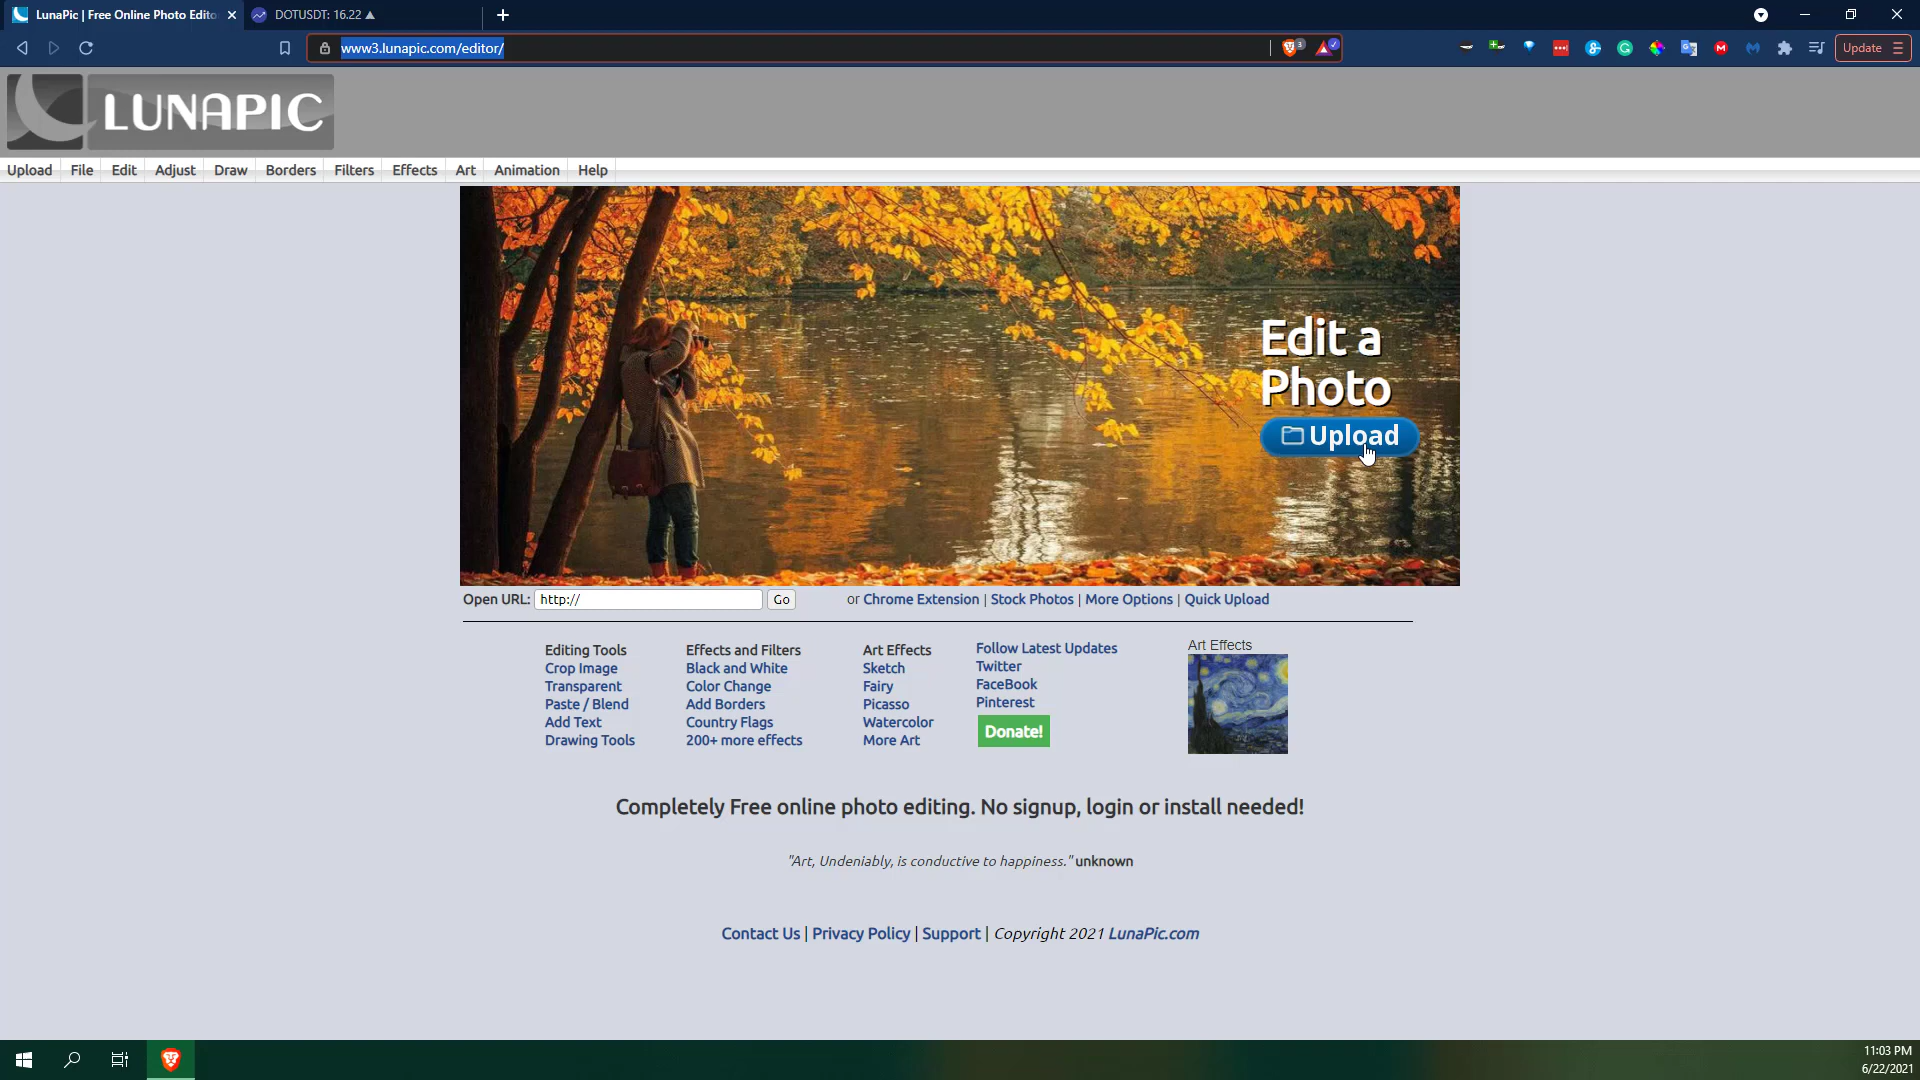 LunaPic | Free Online Photo Edito
DOTUSDT: 16.22 ▲
www3.lunapic.com/editor/
3
Update
LUNAPIC
Upload File Edit Adjust Draw Borders Filters Effects Art Animation Help
Edit a
Photo
Upload
Open URL: http:// Go or Chrome Extension | Stock Photos | More Options | Quick Upload
Editing Tools
Crop Image
Transparent
Paste / Blend
Add Text
Drawing Tools
Effects and Filters
Black and White
Color Change
Add Borders
Country Flags
200+ more effects
Art Effects
Sketch
Fairy
Picasso
Watercolor
More Art
Follow Latest Updates
Twitter
FaceBook
Pinterest
Donate!
Art Effects
Completely Free online photo editing. No signup, login or install needed!
"Art, Undeniably, is conductive to happiness." unknown
Contact Us | Privacy Policy | Support | Copyright 2021 LunaPic.com
11:03 PM
6/22/2021